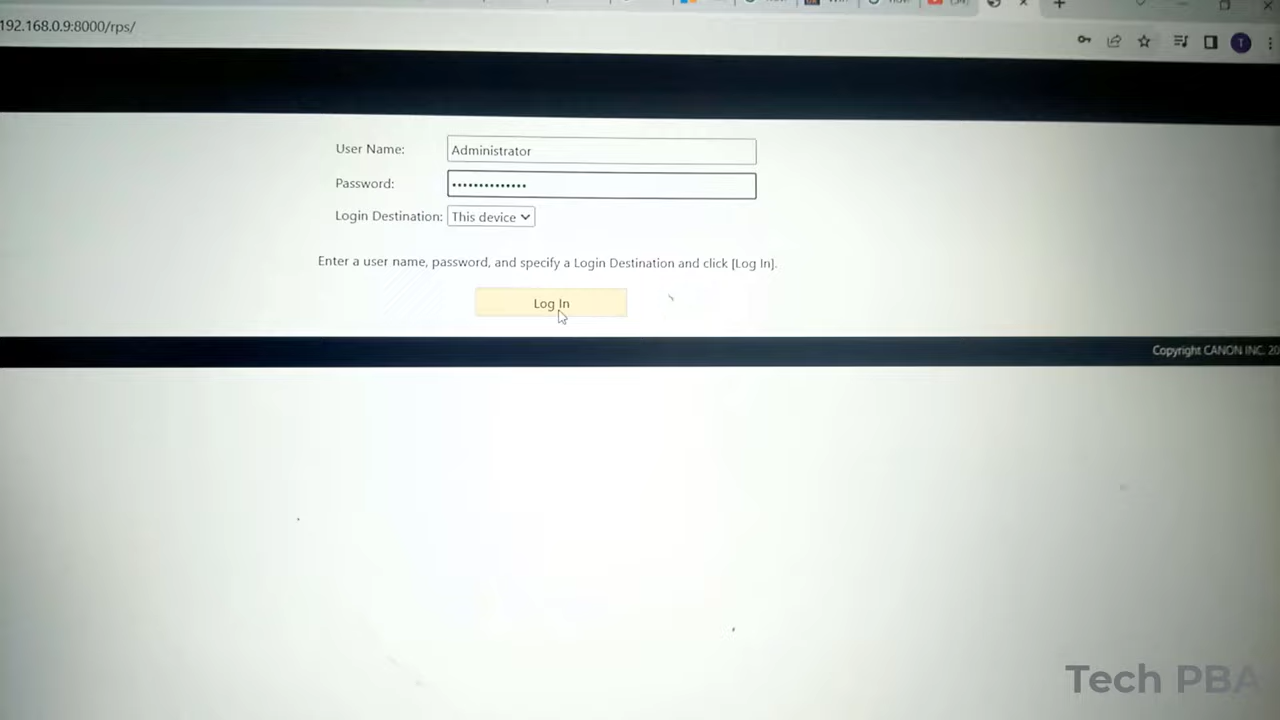 192.168.0.9:8000/rps/
T
User Name:
Administrator
Password:
••••••••••••••
Login Destination:
This device
Enter a user name, password, and specify a Login Destination and click [Log In].
Log In
Copyright CANON INC. 20
Tech PBA